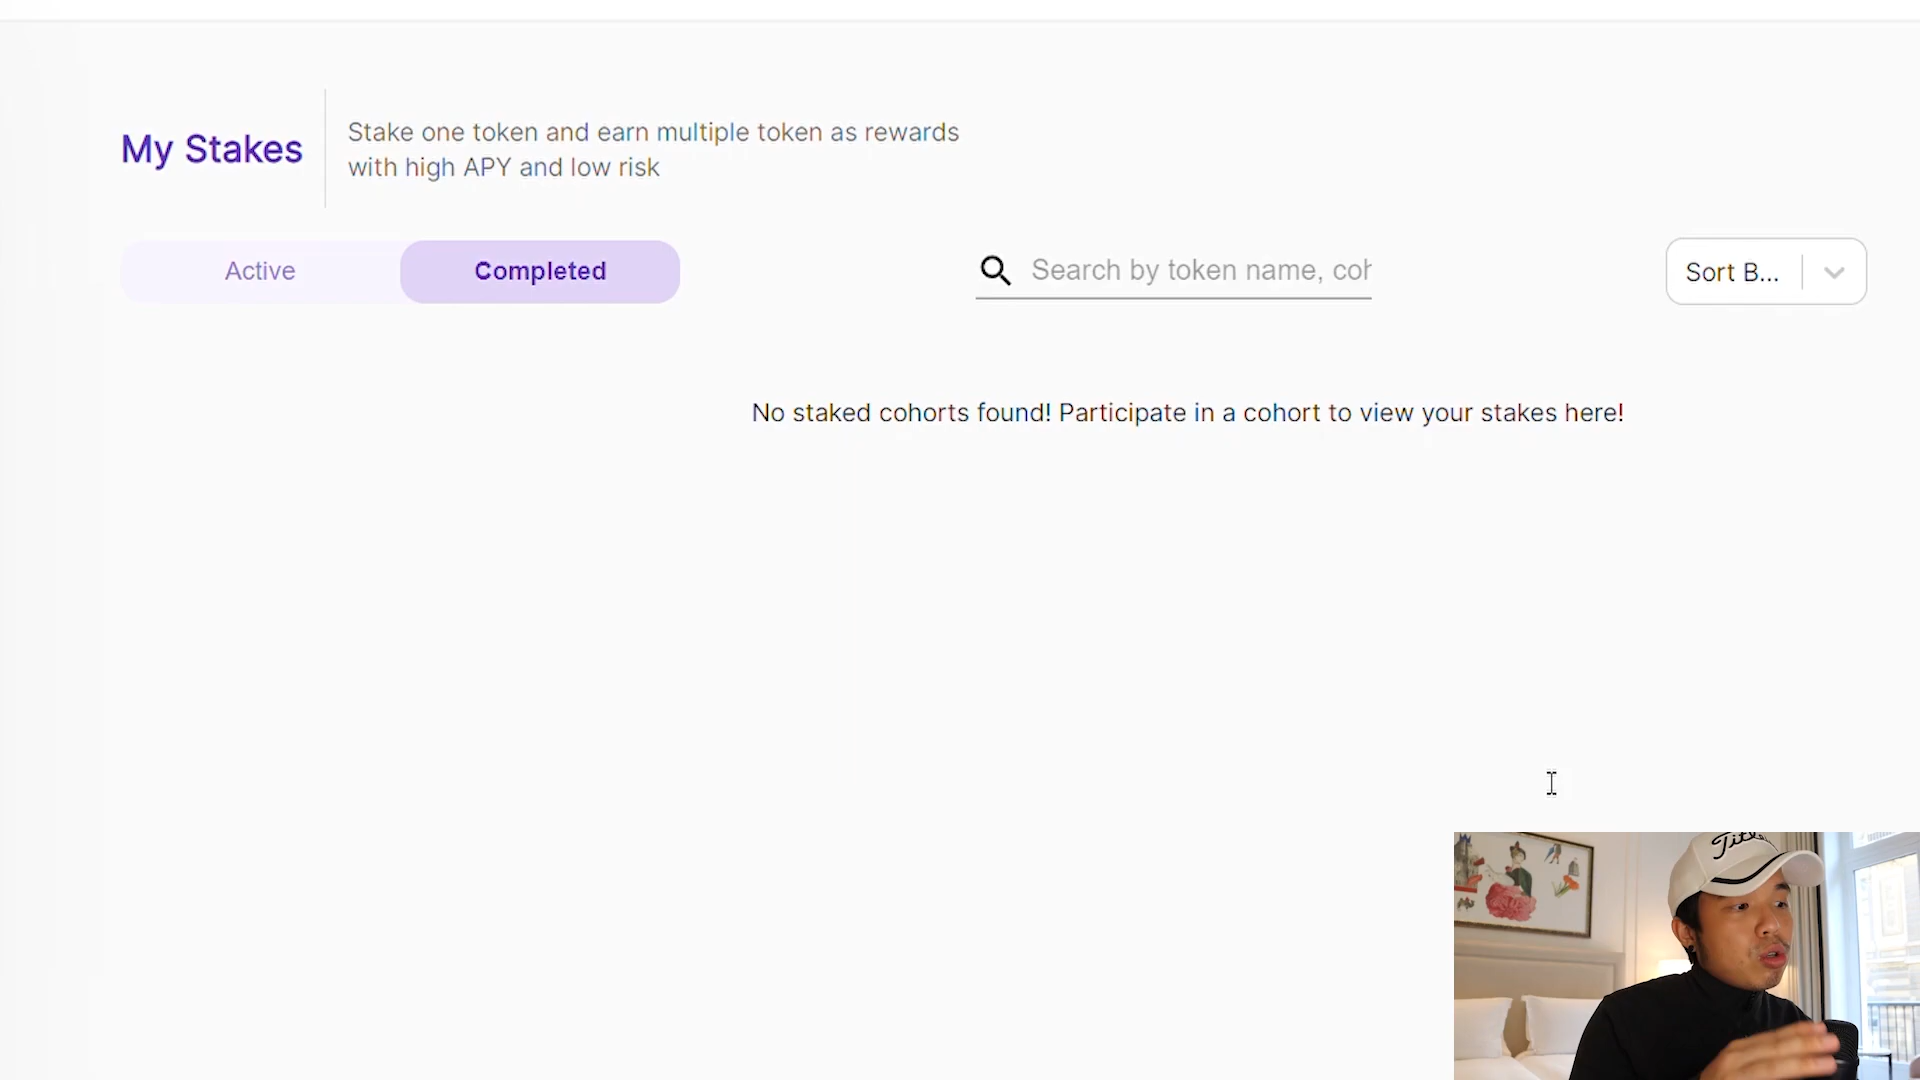 My Stakes
Stake one token and earn multiple token as rewards
with high APY and low risk
Active
Completed
Search by token name, coh
Sort B...
No staked cohorts found! Participate in a cohort to view your stakes here!